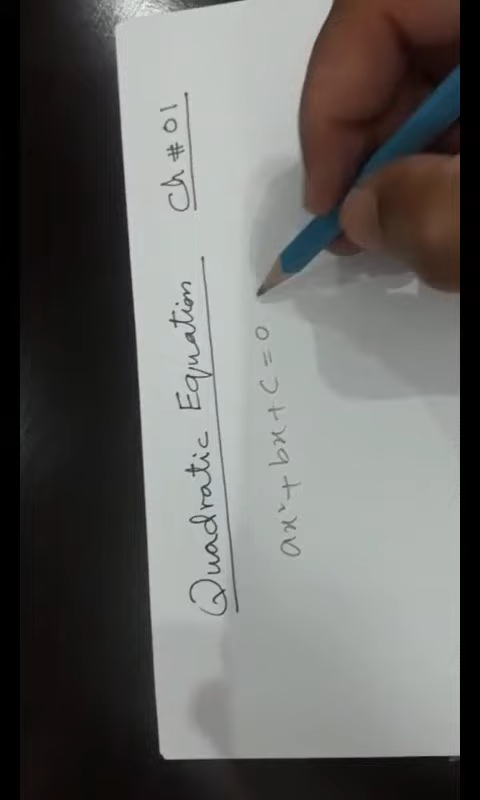 Quadratic Equation Ch # 01
ax² + bx + c = 0